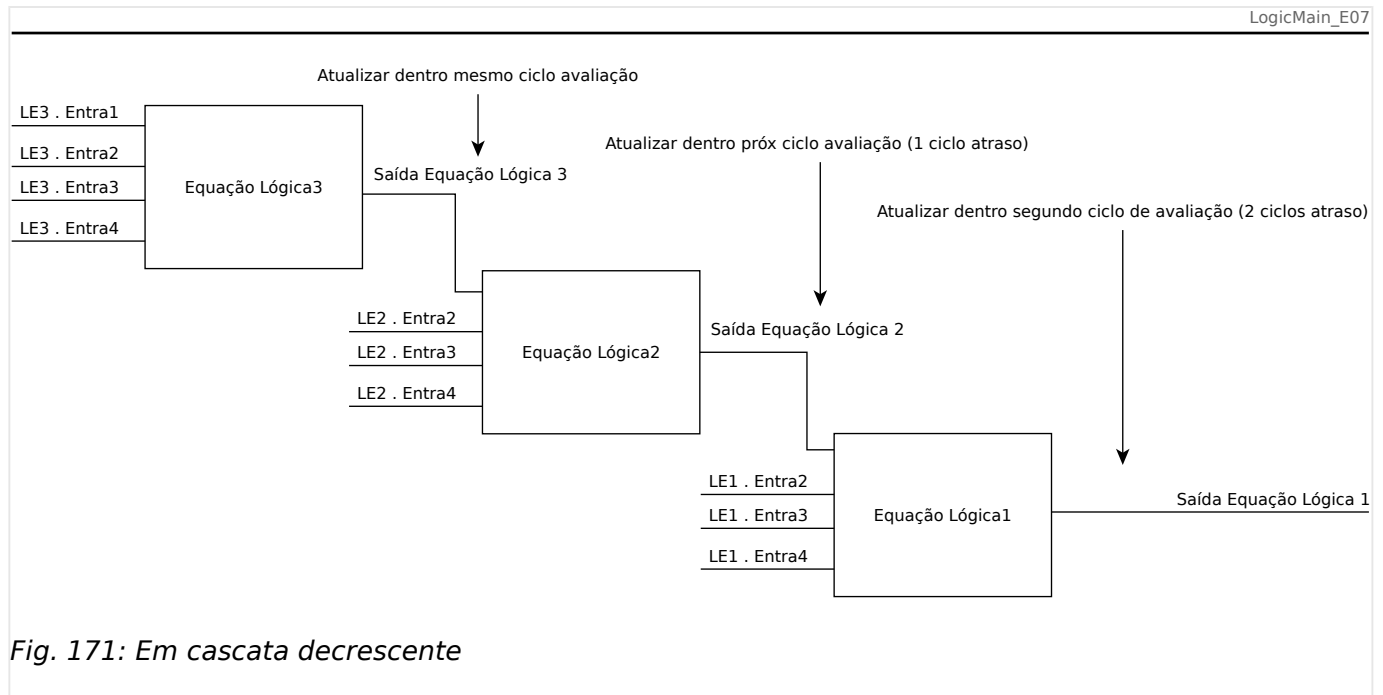 LogicMain_E07
Atualizar dentro mesmo ciclo avaliação
LE3 . Entra1
Atualizar dentro próx ciclo avaliação (1 ciclo atraso)
LE3 . Entra2
Saída Equação Lógica 3
LE3 . Entra3
Equação Lógica3
Atualizar dentro segundo ciclo de avaliação (2 ciclos atraso)
LE3 . Entra4
LE2 . Entra2
Saída Equação Lógica 2
LE2 . Entra3
Equação Lógica2
LE2 . Entra4
LE1 . Entra2
Saída Equação Lógica 1
LE1 . Entra3
Equação Lógica1
LE1 . Entra4
Fig. 171: Em cascata decrescente